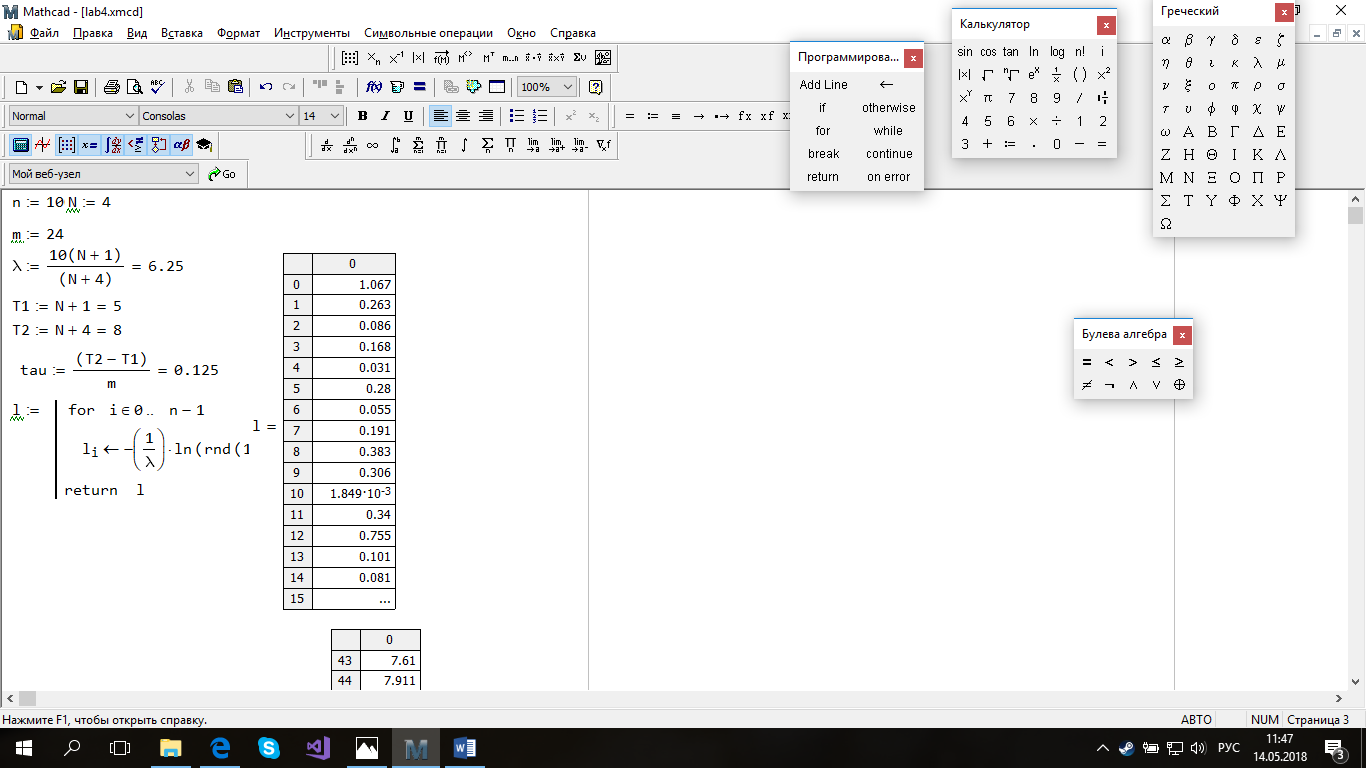 Mathcad - [lab4.xmcd]
Файл Правка Вид Вставка Формат Инструменты Символьные операции Окно Справка
100%
Normal Consolas 14 B I U
Мой веб-узел Go
Программирова... x
Add Line ←
if otherwise
for while
break continue
return on error
Калькулятор x
sin cos tan ln log n! i
|×| √ ⁿ√ eˣ 1/x ( ) x²
xʸ π 7 8 9 /
4 5 6 × ÷ 1 2
3 + := . 0 − =
Греческий x
α β γ δ ε ζ
η θ ι κ λ μ
ν ξ ο π ρ σ
τ υ ϕ φ χ ψ
ω Α Β Γ Δ Ε
Ζ Η Θ Ι Κ Λ
Μ Ν Ξ Ο Π Ρ
Σ Τ Υ Φ Χ Ψ
Ω
Булева алгебра x
= < > ≤ ≥
≠ ¬ ∧ ∨ ⊕
n := 10 N := 4
m := 24
λ := 10(N + 1) / (N + 4) = 6.25
T1 := N + 1 = 5
T2 := N + 4 = 8
tau := (T2 − T1) / m = 0.125
l := for i ∈ 0 .. n − 1
l i ← −(1/λ) · ln(rnd(1
return l
l =
0
0 1.067
1 0.263
2 0.086
3 0.168
4 0.031
5 0.28
6 0.055
7 0.191
8 0.383
9 0.306
10 1.849·10-3
11 0.34
12 0.755
13 0.101
14 0.081
15 ...
0
43 7.61
44 7.911
Нажмите F1, чтобы открыть справку.
АВТО NUM Страница 3
РУС 11:47
14.05.2018 3